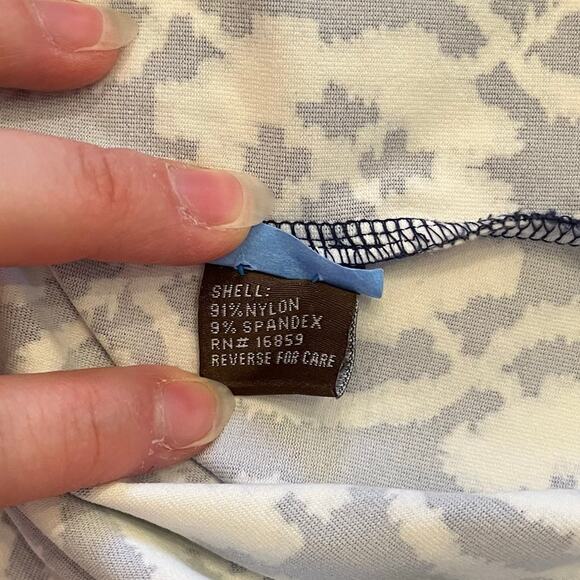 SHELL:
91% NYLON
9% SPANDEX
RN# 16859
REVERSE FOR CARE